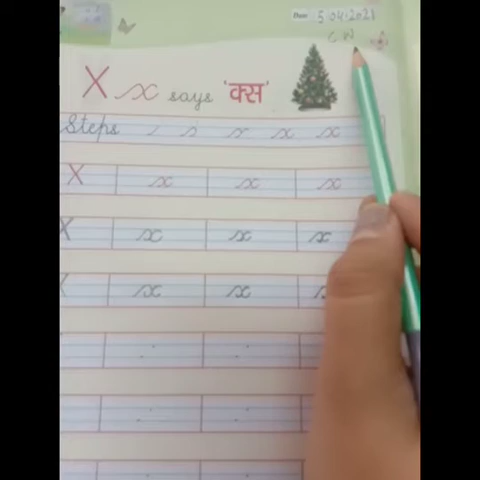 Date 5.04.2021
C.W
X x says 'क्स'
Steps x x
X x x x
X x x x
X x x x